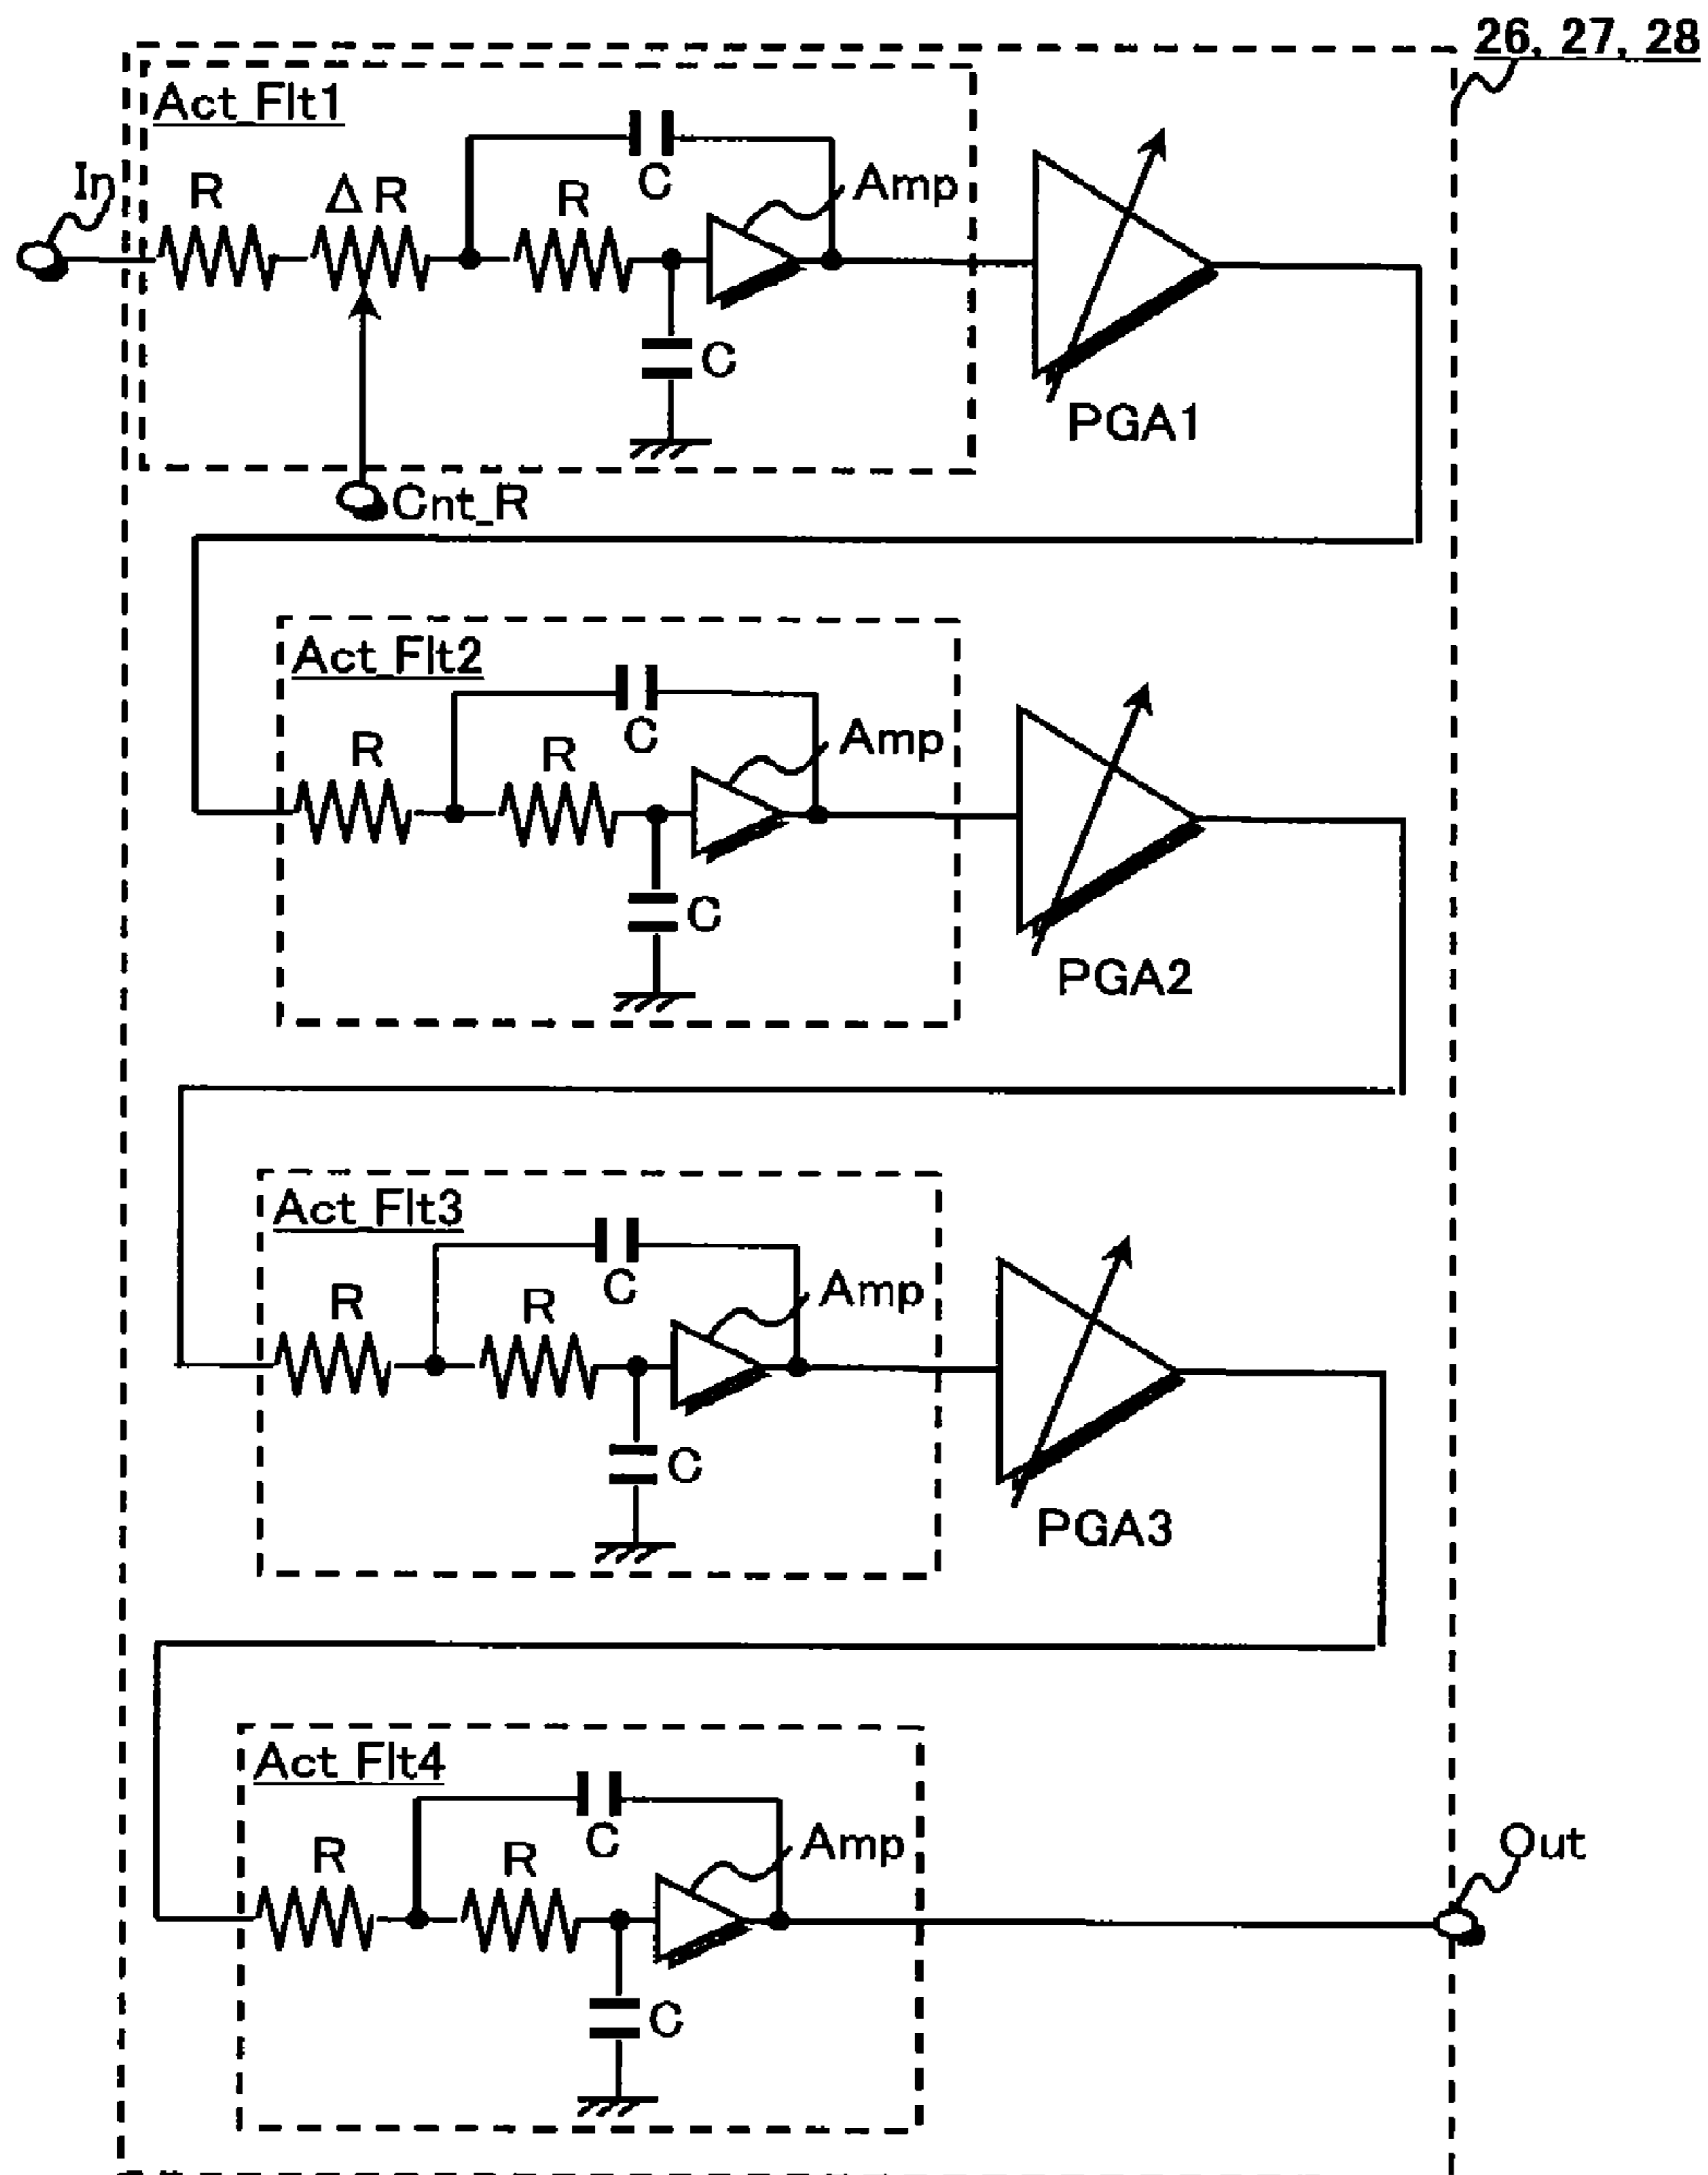 26, 27, 28
Act_Flt1
In
R
ΔR
R
C
Amp
C
PGA1
Cnt_R
Act_Flt2
R
R
C
Amp
C
PGA2
Act_Flt3
R
R
C
Amp
C
PGA3
Act_Flt4
R
R
C
Amp
C
Out